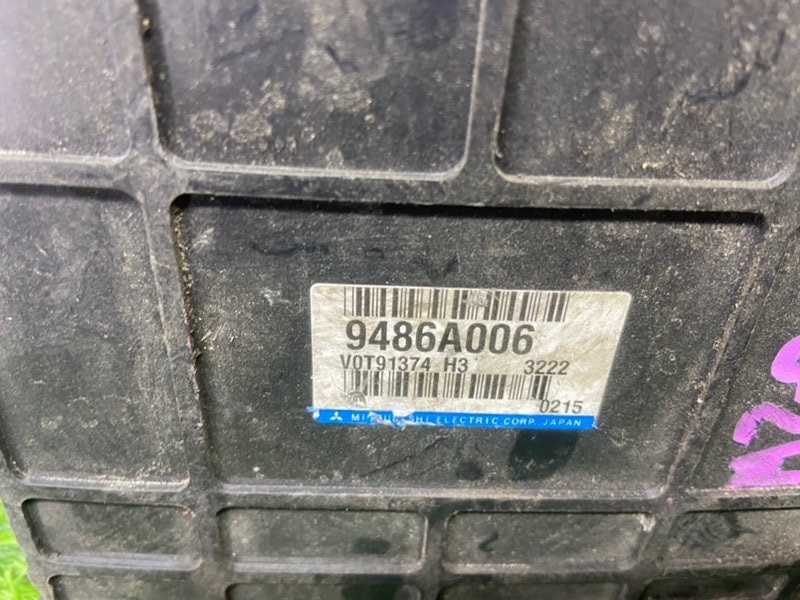 9486A006
V0T91374 H3 3222
0215
MITSUBISHI ELECTRIC CORP. JAPAN